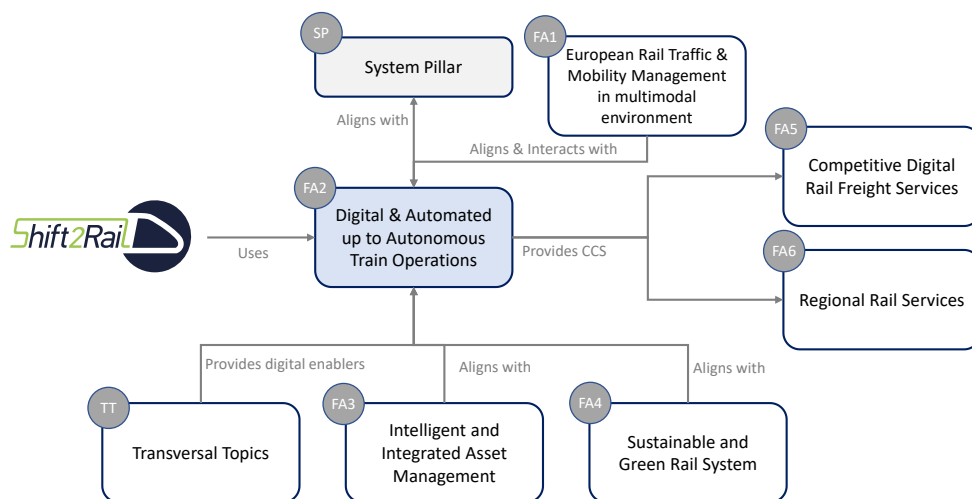 SP
System Pillar
FA1
European Rail Traffic &
Mobility Management
in multimodal
environment
Aligns with
Aligns & Interacts with
FA5
Competitive Digital
Rail Freight Services
FA2
Digital & Automated
up to Autonomous
Train Operations
Shift2Rail
Uses
Provides CCS
FA6
Regional Rail Services
Provides digital enablers
Aligns with
Aligns with
TT
Transversal Topics
FA3
Intelligent and
Integrated Asset
Management
FA4
Sustainable and
Green Rail System